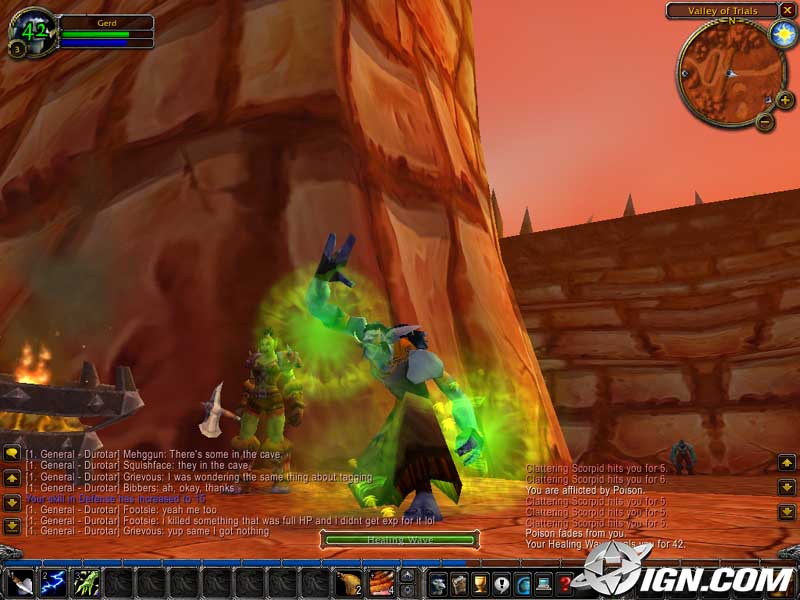 Gerd
42
3
Valley of Trials
N
[1. General - Durotar] Mehggun: There's some in the cave.
[1. General - Durotar] Squishface: they in the cave
[1. General - Durotar] Grievous: I was wondering the same thing about tagging
[1. General - Durotar] Bibbers: ah, okay. thanks
Your skill in Defense has increased to 15.
[1. General - Durotar] Footsie: yeah me too
[1. General - Durotar] Footsie: i killed something that was full HP and i didnt get exp for it lol
[1. General - Durotar] Grievous: yup same I got nothing
Clattering Scorpid hits you for 5.
Clattering Scorpid hits you for 6.
You are afflicted by Poison.
Clattering Scorpid hits you for 5.
Clattering Scorpid hits you for 5.
Clattering Scorpid hits you for 5.
Poison fades from you.
Your Healing Wave heals you for 42.
Healing Wave
2
4
IGN.COM